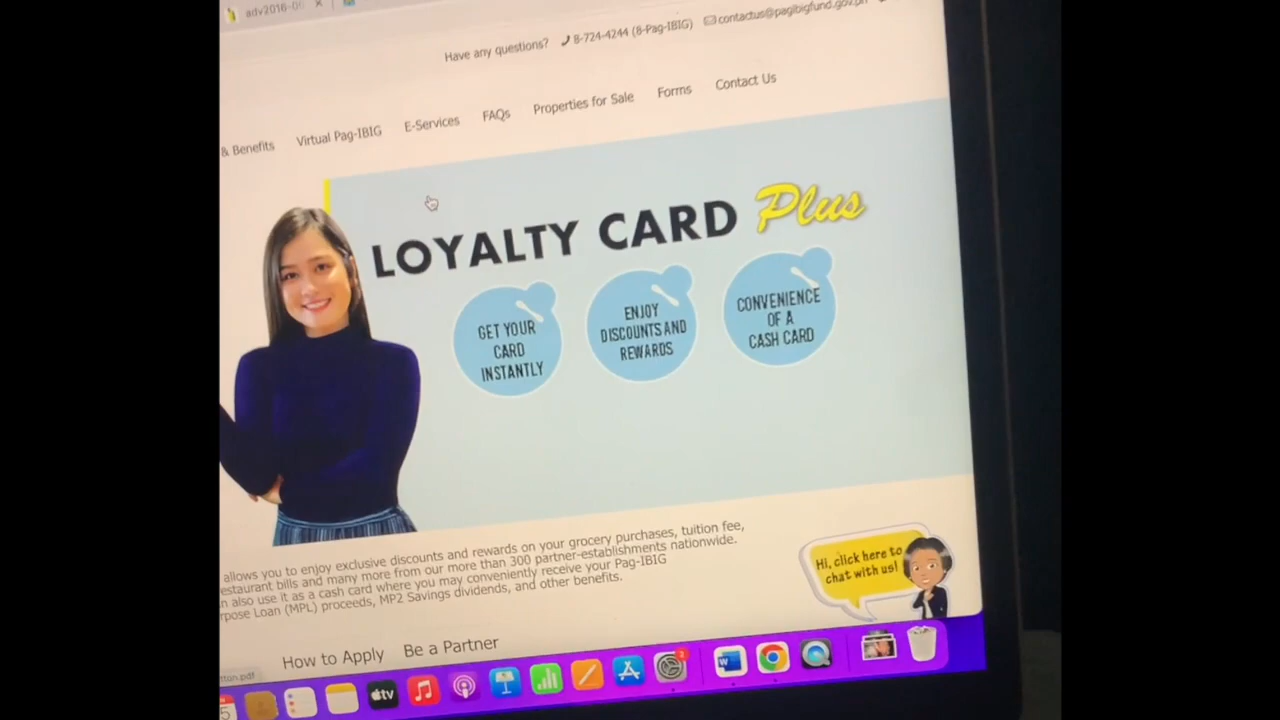 adv2016-0
Have any questions? 8-724-4244 (8-Pag-IBIG) contactus@pagibigfund.gov.ph
& Benefits Virtual Pag-IBIG E-Services FAQs Properties for Sale Forms Contact Us
LOYALTY CARD Plus
GET YOUR
CARD
INSTANTLY
ENJOY
DISCOUNTS AND
REWARDS
CONVENIENCE
OF A
CASH CARD
allows you to enjoy exclusive discounts and rewards on your grocery purchases, tuition fee,
estaurant bills and many more from our more than 300 partner-establishments nationwide.
n also use it as a cash card where you may conveniently receive your Pag-IBIG
rpose Loan (MPL) proceeds, MP2 Savings dividends, and other benefits.
Hi, click here to
chat with us!
How to Apply Be a Partner
tv
W